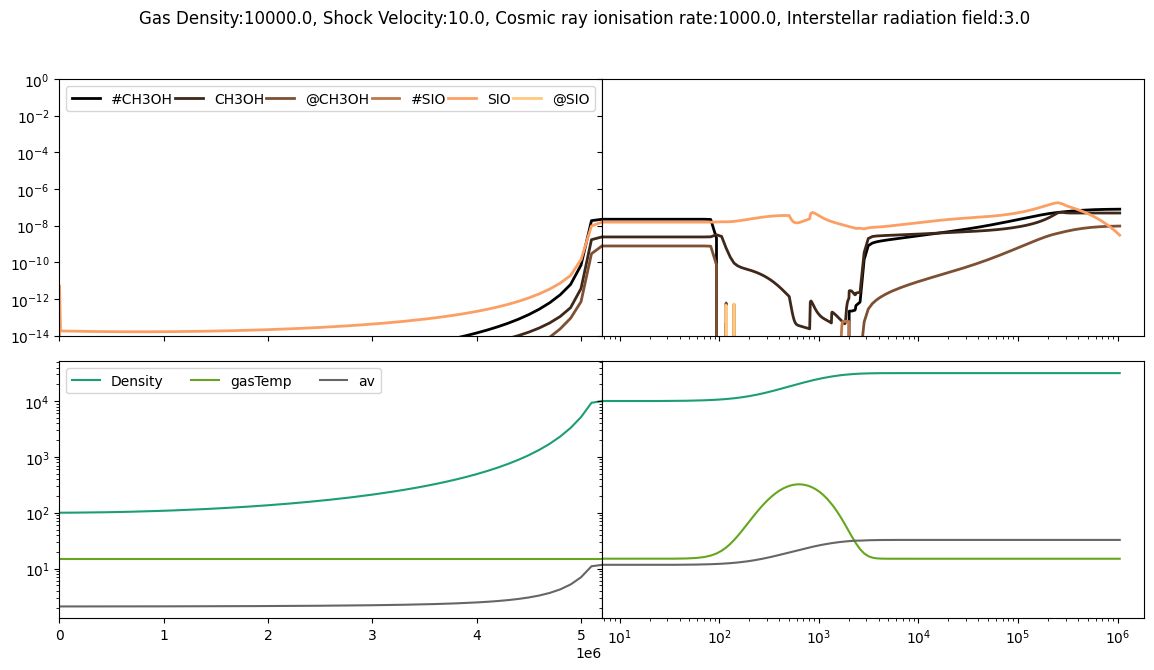 Gas Density:10000.0, Shock Velocity:10.0, Cosmic ray ionisation rate:1000.0, Interstellar radiation field:3.0
10^0
#CH3OH CH3OH @CH3OH #SIO SIO @SIO
10^-2
10^-4
10^-6
10^-8
10^-10
10^-12
10^-14
Density gasTemp av
10^4
10^3
10^2
10^1
0 1 2 3 4 5 10^1 10^2 10^3 10^4 10^5 10^6
1e6